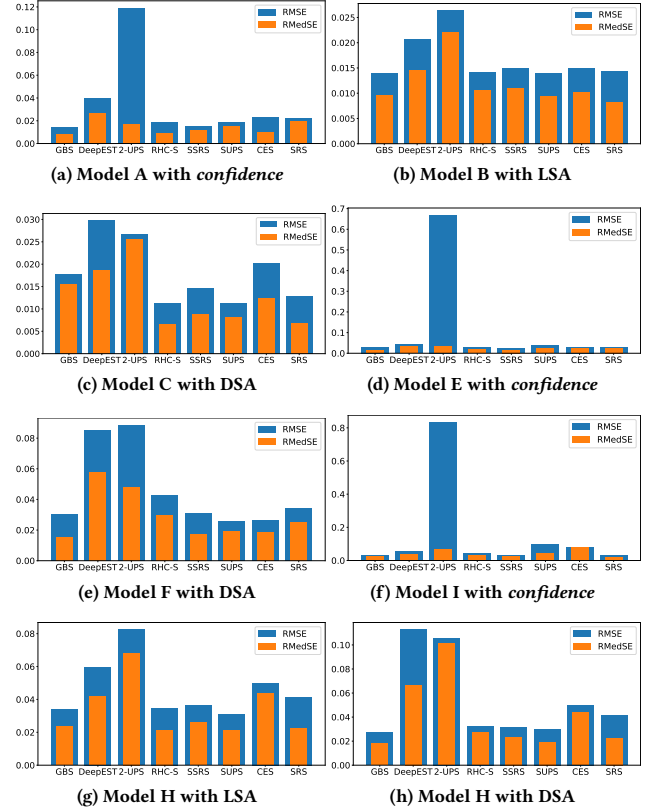 0.12
0.10
0.08
0.06
0.04
0.02
0.00
RMSE
RMedSE
GBS DeepEST 2-UPS RHC-S SSRS SUPS CES SRS
(a) Model A with confidence
0.025
0.020
0.015
0.010
0.005
0.000
RMSE
RMedSE
GBS DeepEST 2-UPS RHC-S SSRS SUPS CES SRS
(b) Model B with LSA
0.030
0.025
0.020
0.015
0.010
0.005
0.000
RMSE
RMedSE
GBS DeepEST 2-UPS RHC-S SSRS SUPS CES SRS
(c) Model C with DSA
0.7
0.6
0.5
0.4
0.3
0.2
0.1
0.0
RMSE
RMedSE
GBS DeepEST 2-UPS RHC-S SSRS SUPS CES SRS
(d) Model E with confidence
0.08
0.06
0.04
0.02
0.00
RMSE
RMedSE
GBS DeepEST 2-UPS RHC-S SSRS SUPS CES SRS
(e) Model F with DSA
0.8
0.6
0.4
0.2
0.0
RMSE
RMedSE
GBS DeepEST 2-UPS RHC-S SSRS SUPS CES SRS
(f) Model I with confidence
0.08
0.06
0.04
0.02
0.00
RMSE
RMedSE
GBS DeepEST 2-UPS RHC-S SSRS SUPS CES SRS
(g) Model H with LSA
0.10
0.08
0.06
0.04
0.02
0.00
RMSE
RMedSE
GBS DeepEST 2-UPS RHC-S SSRS SUPS CES SRS
(h) Model H with DSA